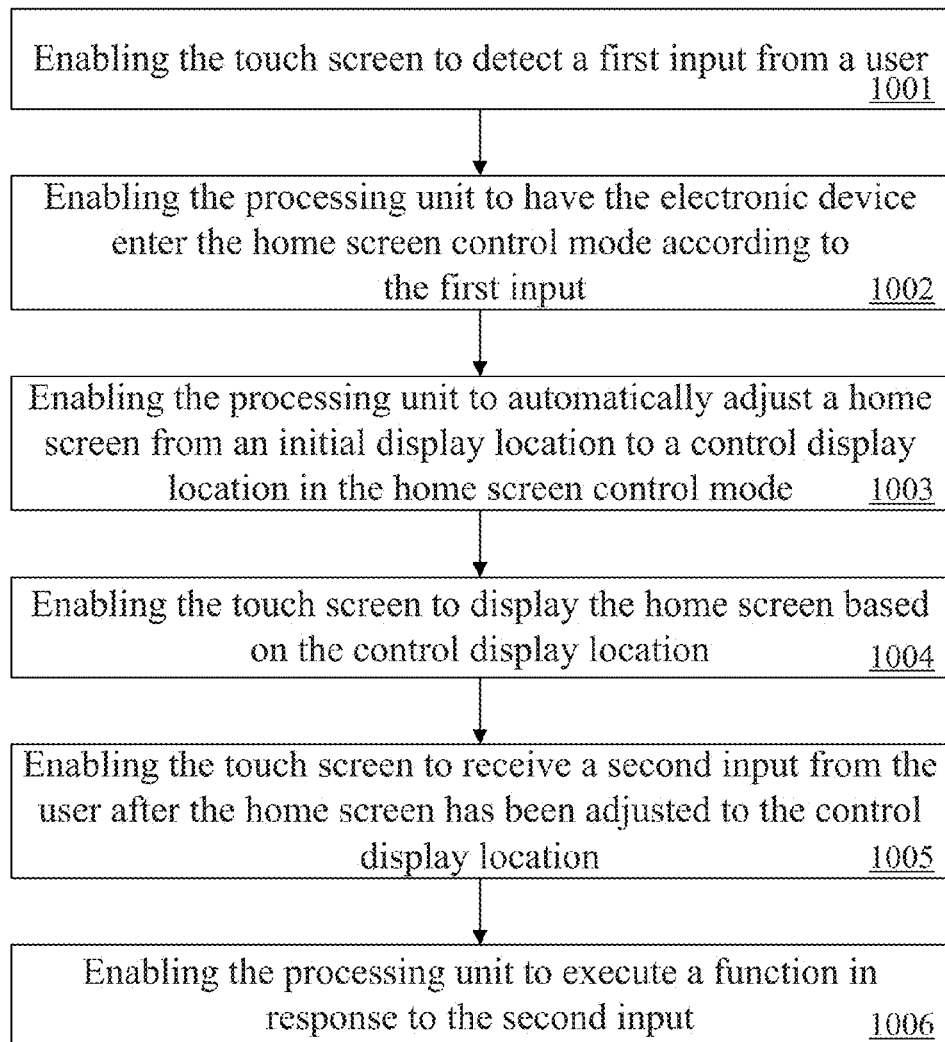 Enabling the touch screen to detect a first input from a user
1001
Enabling the processing unit to have the electronic device
enter the home screen control mode according to
the first input
1002
Enabling the processing unit to automatically adjust a home
screen from an initial display location to a control display
location in the home screen control mode
1003
Enabling the touch screen to display the home screen based
on the control display location
1004
Enabling the touch screen to receive a second input from the
user after the home screen has been adjusted to the control
display location
1005
Enabling the processing unit to execute a function in
response to the second input
1006